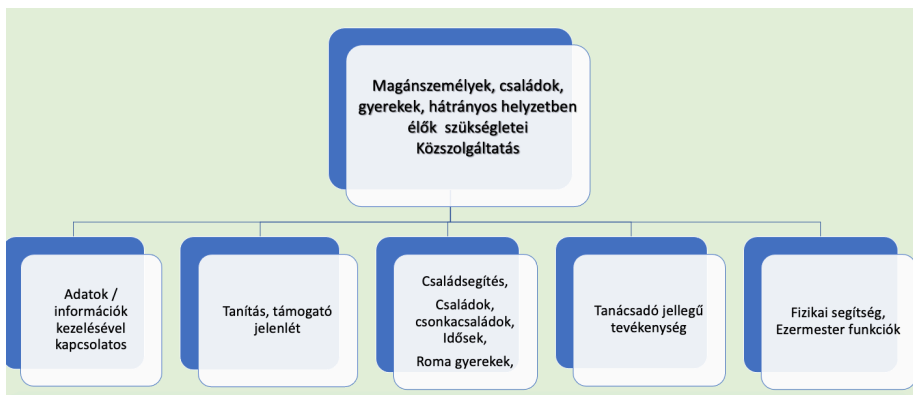 Magánszemélyek, családok,
gyerekek, hátrányos helyzetben
élők szükségletei
Közszolgáltatás
Adatok /
információk
kezelésével
kapcsolatos
Tanítás, támogató
jelenlét
Családsegítés,
Családok,
csonkacsaládok,
Idősek,
Roma gyerekek,
Tanácsadó jellegű
tevékenység
Fizikai segítség,
Ezermester funkciók